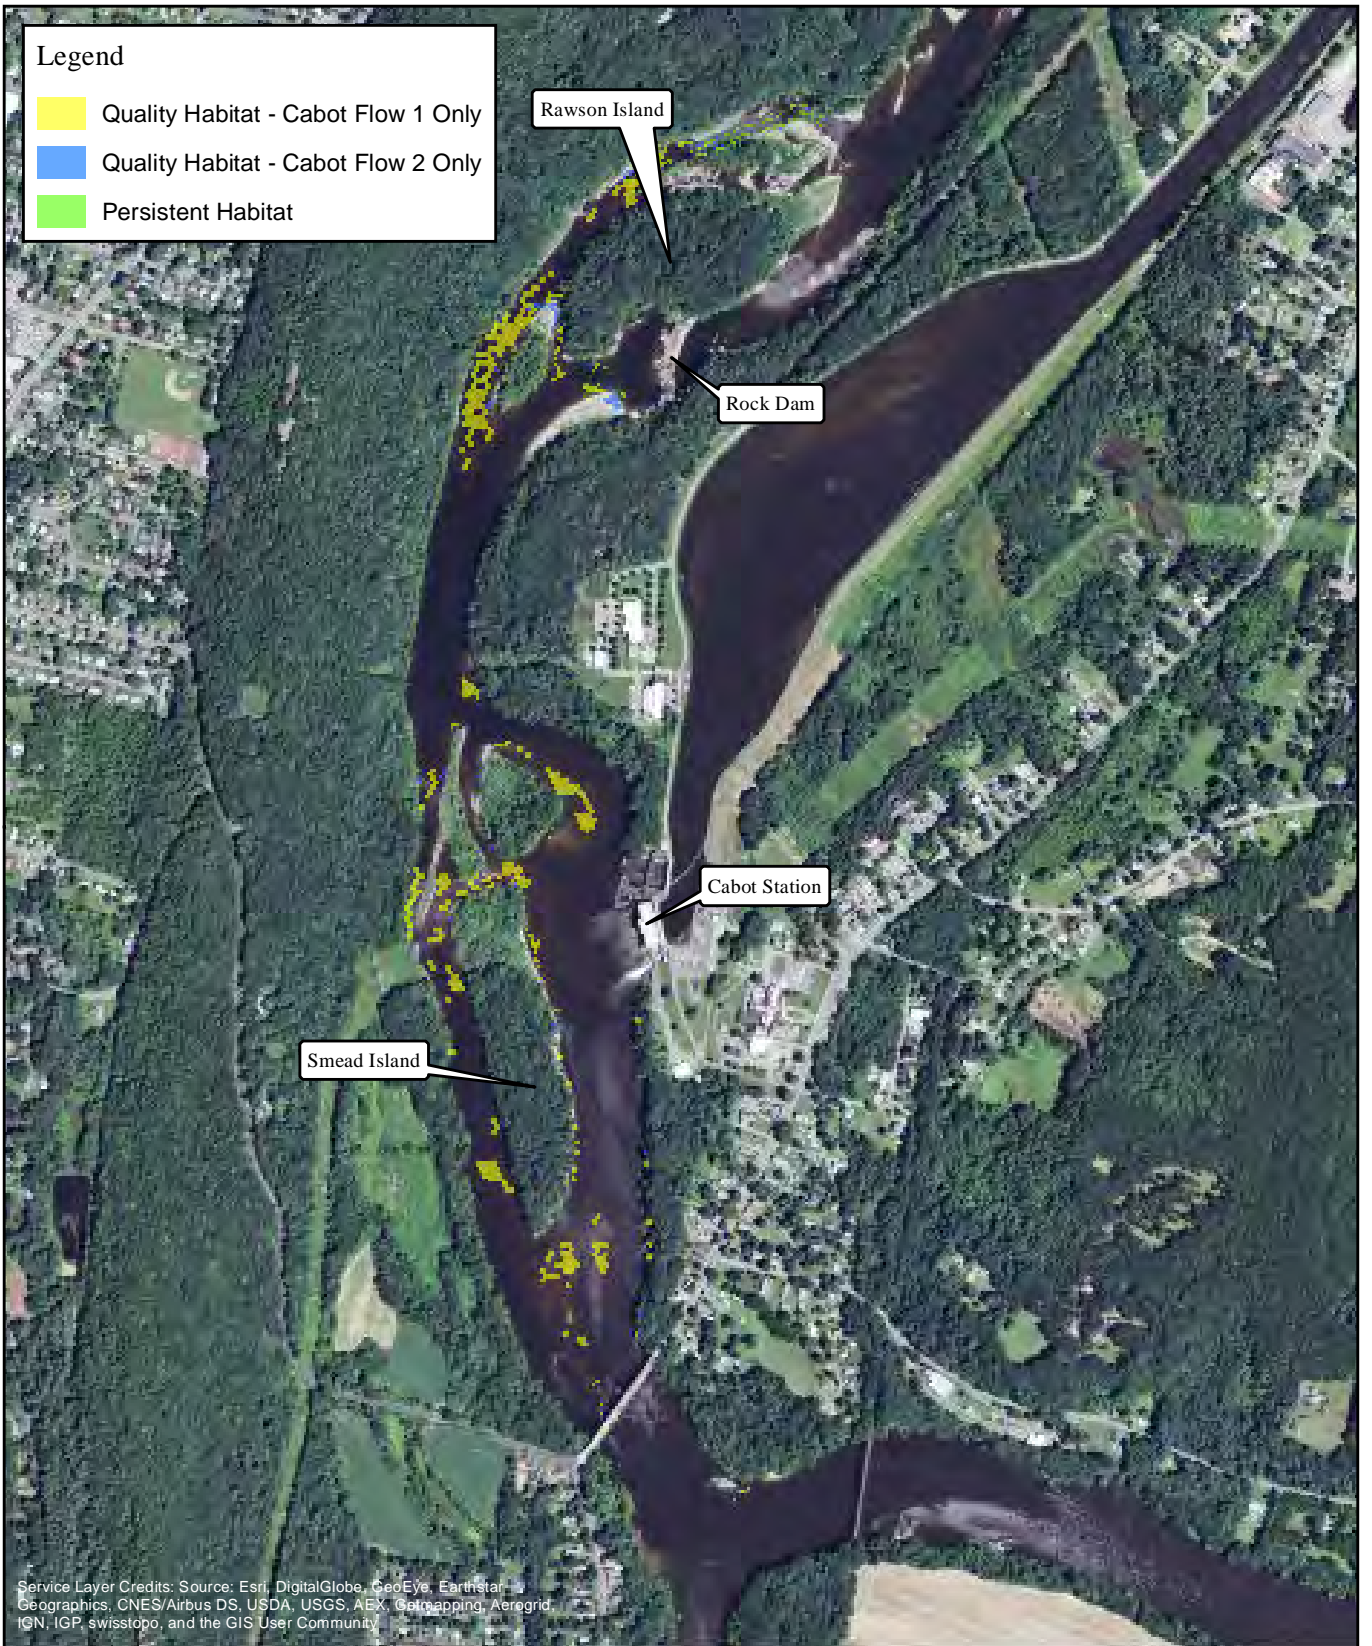 Legend
Quality Habitat - Cabot Flow 1 Only
Quality Habitat - Cabot Flow 2 Only
Persistent Habitat
Rawson Island
Rock Dam
Cabot Station
Smead Island
Service Layer Credits: Source: Esri, DigitalGlobe, GeoEye, Earthstar
Geographics, CNES/Airbus DS, USDA, USGS, AEX, Getmapping, Aerogrid,
IGN, IGP, swisstopo, and the GIS User Community